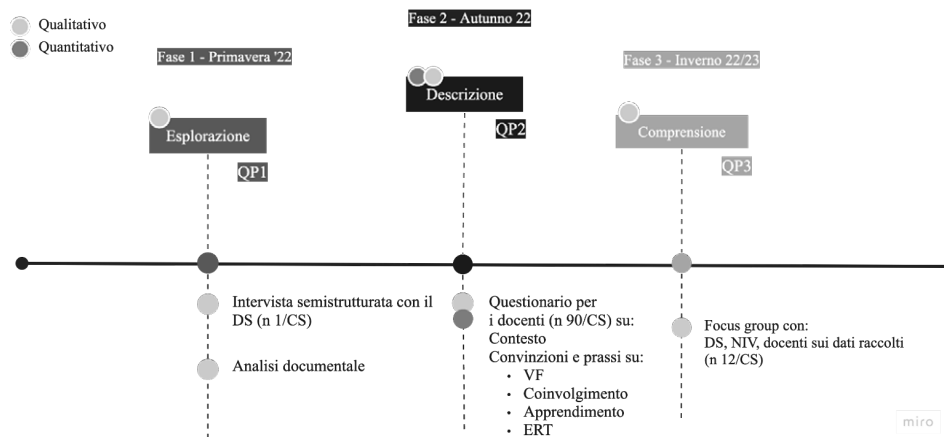 Qualitativo
Quantitativo
Fase 1 - Primavera '22
Fase 2 - Autunno 22
Fase 3 - Inverno 22/23
Esplorazione
Descrizione
Comprensione
QP1
QP2
QP3
Intervista semistrutturata con il
DS (n 1/CS)
Analisi documentale
Questionario per
i docenti (n 90/CS) su:
Contesto
Convinzioni e prassi su:
· VF
· Coinvolgimento
· Apprendimento
· ERT
Focus group con:
DS, NIV, docenti sui dati raccolti
(n 12/CS)
miro